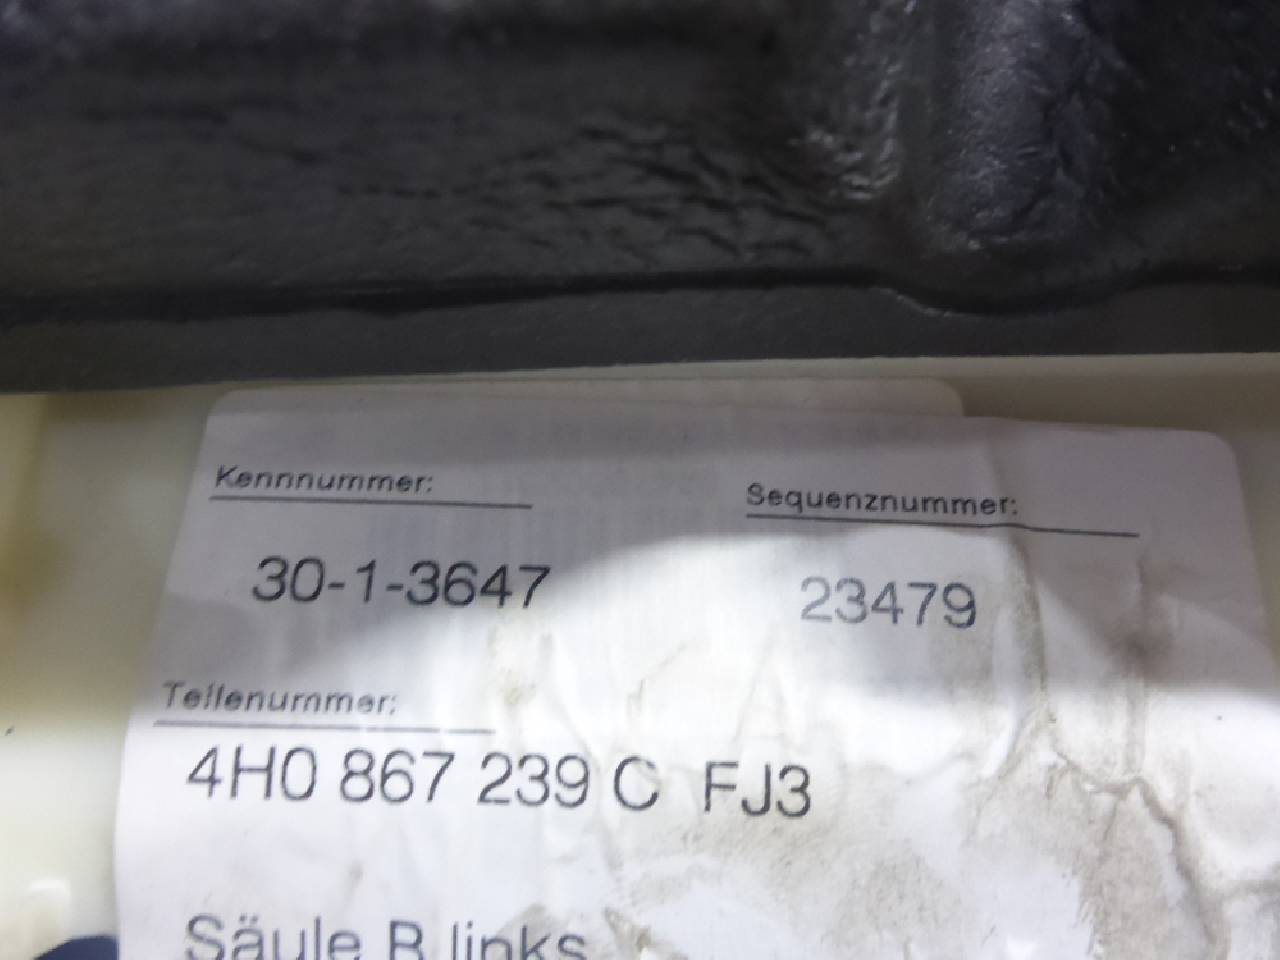 Kennnummer:
Sequenznummer:
30-1-3647
23479
Teilenummer:
4H0 867 239 C FJ3
Säule B links